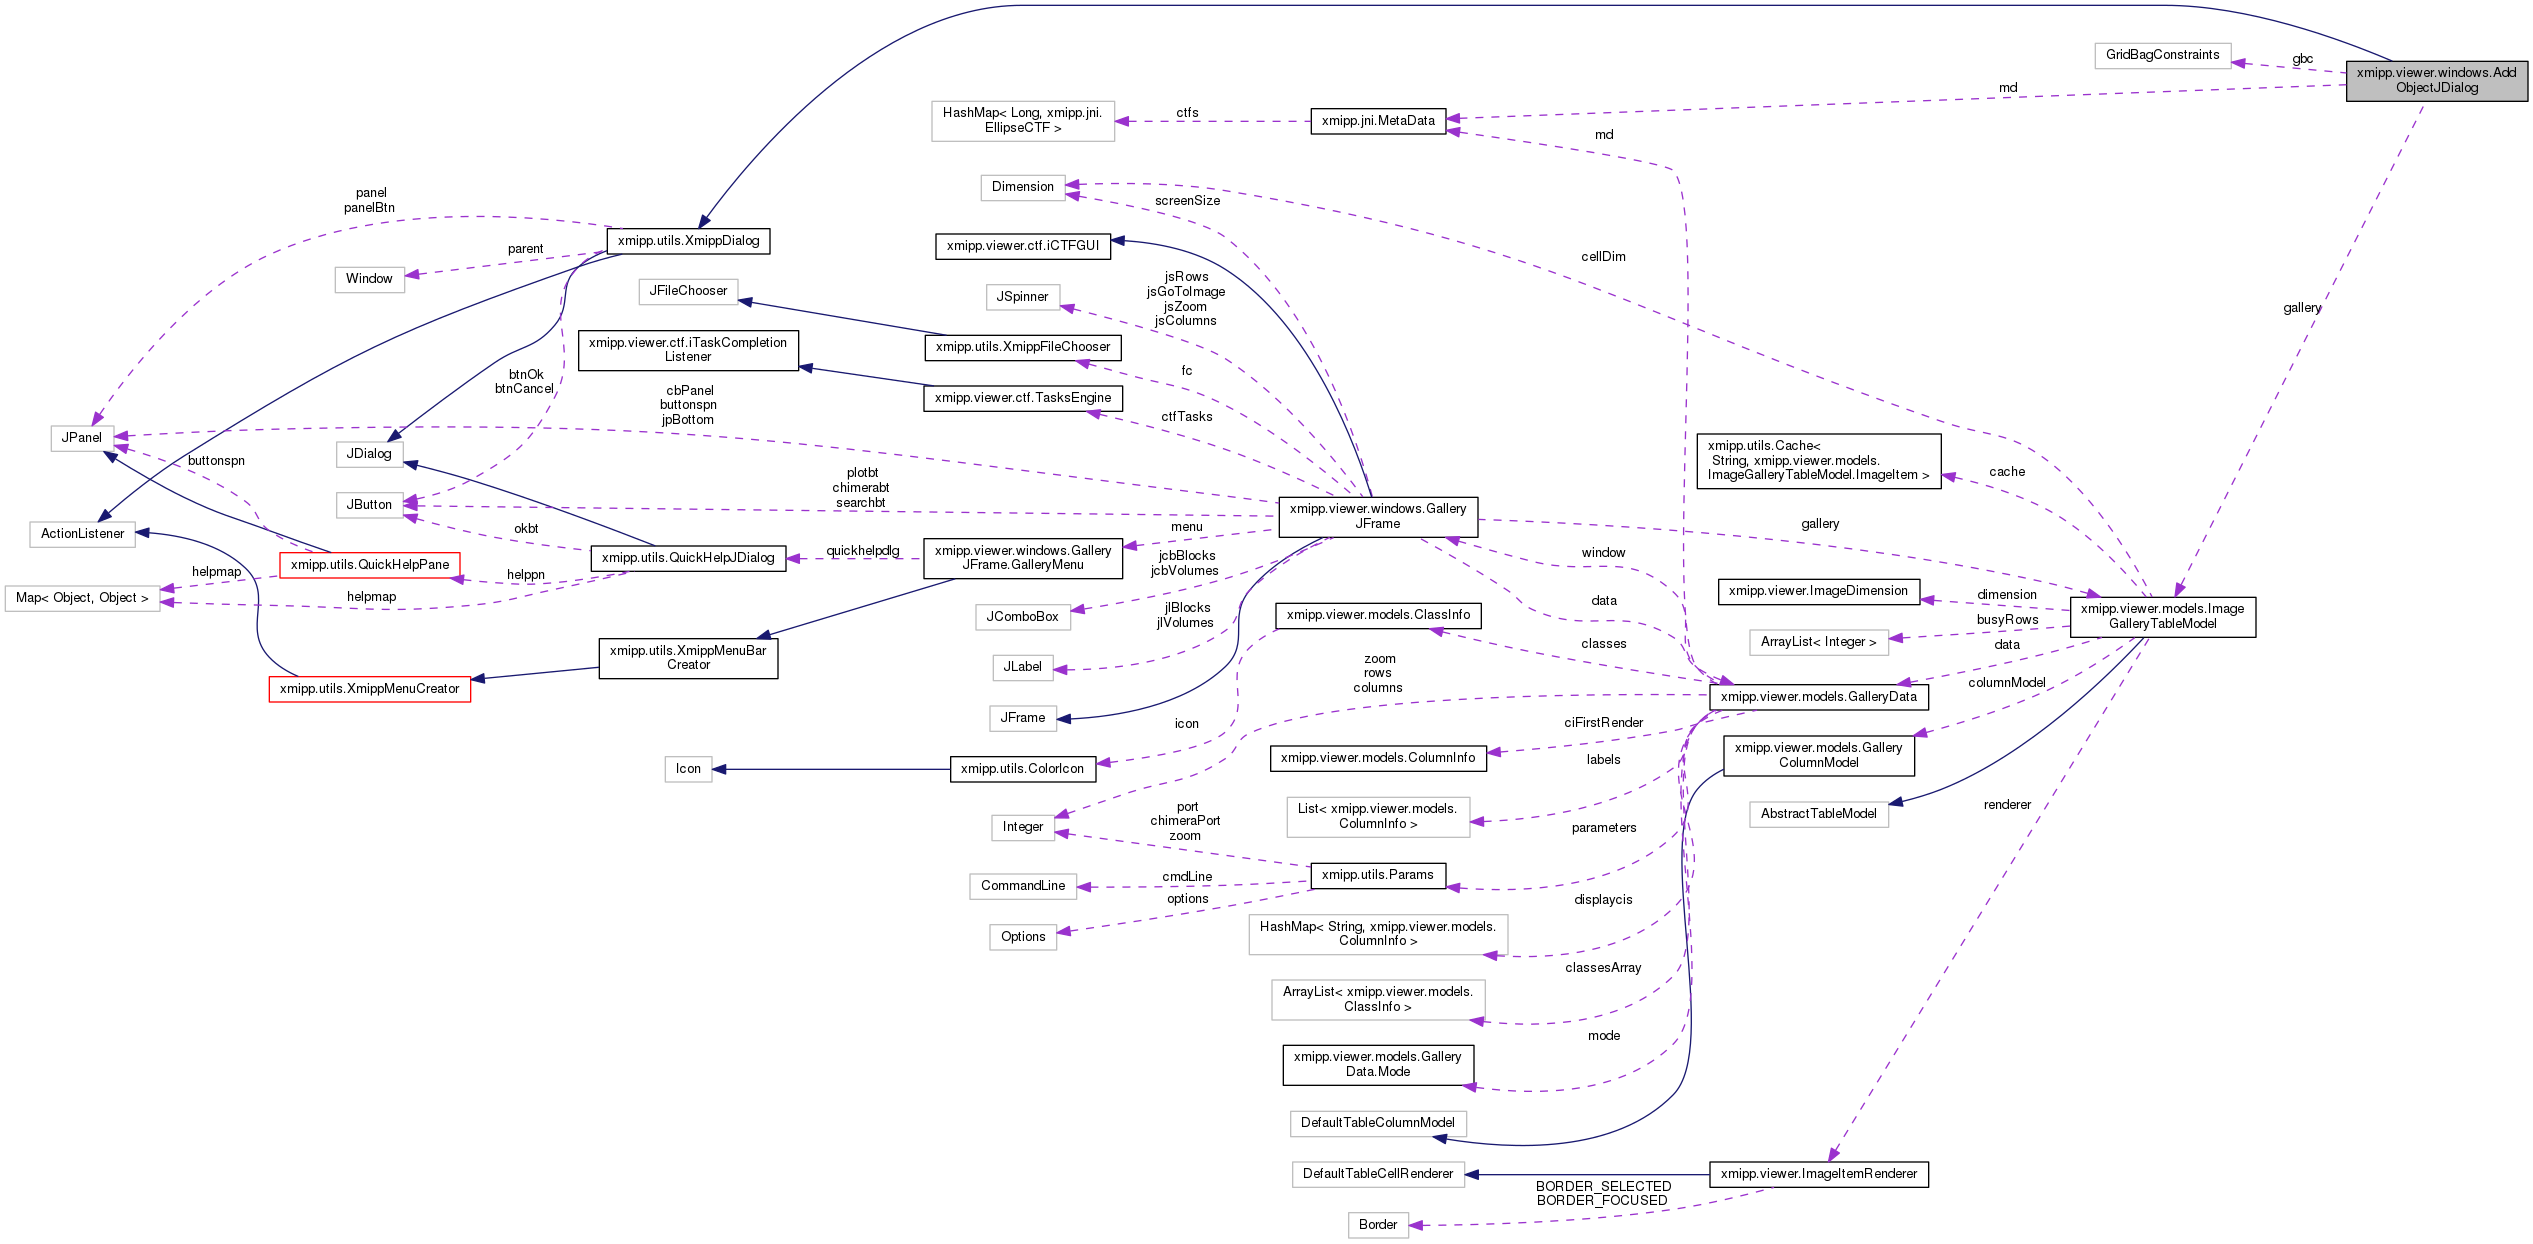 GridBagConstraints
gbc
xmipp.viewer.windows.Add
ObjectJDialog
md
HashMap< Long, xmipp.jni.
EllipseCTF >
ctfs
xmipp.jni.MetaData
md
Dimension
screenSize
panel
panelBtn
xmipp.utils.XmippDialog
parent
xmipp.viewer.ctf.iCTFGUI
cellDim
Window
JFileChooser
JSpinner
jsRows
jsGoToImage
jsZoom
jsColumns
gallery
xmipp.viewer.ctf.iTaskCompletion
Listener
xmipp.utils.XmippFileChooser
fc
btnOk
btnCancel
xmipp.viewer.ctf.TasksEngine
ctfTasks
cbPanel
buttonspn
jpBottom
JPanel
JDialog
buttonspn
xmipp.utils.Cache<
String, xmipp.viewer.models.
ImageGalleryTableModel.ImageItem >
cache
plotbt
chimerabt
searchbt
JButton
xmipp.viewer.windows.Gallery
JFrame
gallery
ActionListener
okbt
menu
quickhelpdlg
xmipp.viewer.windows.Gallery
JFrame.GalleryMenu
window
xmipp.utils.QuickHelpPane
xmipp.utils.QuickHelpJDialog
helpmap
helppn
jcbBlocks
jcbVolumes
Map< Object, Object >
helpmap
xmipp.viewer.ImageDimension
dimension
data
xmipp.viewer.models.Image
GalleryTableModel
JComboBox
jlBlocks
jlVolumes
xmipp.viewer.models.ClassInfo
busyRows
ArrayList< Integer >
classes
data
xmipp.utils.XmippMenuBar
Creator
JLabel
zoom
rows
columns
columnModel
xmipp.utils.XmippMenuCreator
xmipp.viewer.models.GalleryData
JFrame
icon
ciFirstRender
xmipp.viewer.models.ColumnInfo
labels
xmipp.viewer.models.Gallery
ColumnModel
Icon
xmipp.utils.ColorIcon
renderer
List< xmipp.viewer.models.
ColumnInfo >
AbstractTableModel
Integer
port
chimeraPort
zoom
parameters
xmipp.utils.Params
CommandLine
cmdLine
options
displaycis
Options
HashMap< String, xmipp.viewer.models.
ColumnInfo >
classesArray
ArrayList< xmipp.viewer.models.
ClassInfo >
mode
xmipp.viewer.models.Gallery
Data.Mode
DefaultTableColumnModel
DefaultTableCellRenderer
xmipp.viewer.ImageItemRenderer
BORDER_SELECTED
BORDER_FOCUSED
Border